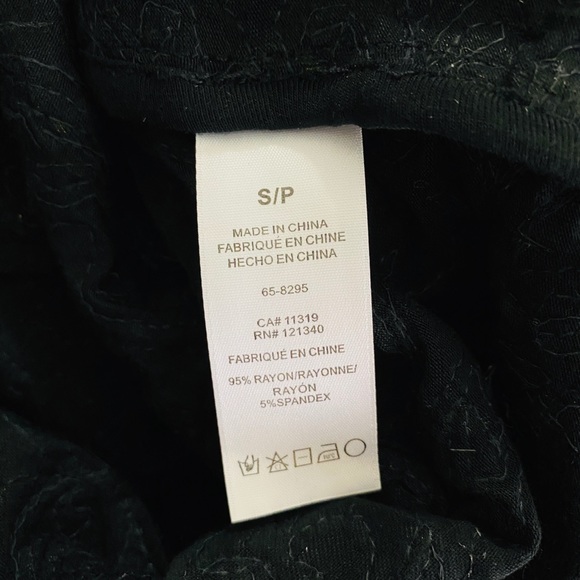 S/P
MADE IN CHINA
FABRIQUÉ EN CHINE
HECHO EN CHINA
65-8295
CA# 11319
RN# 121340
FABRIQUÉ EN CHINE
95% RAYON/RAYONNE/
RAYÓN
5%SPANDEX